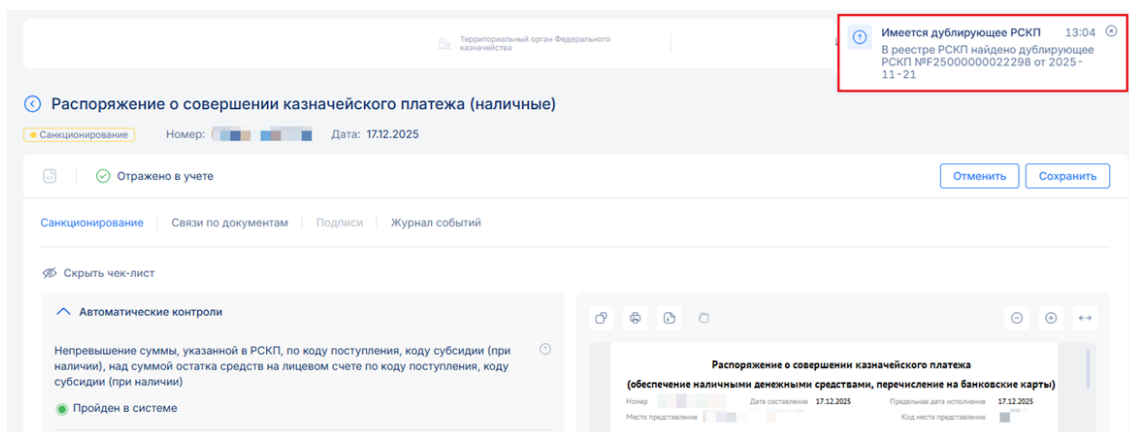 Территориальный орган Федерального
казначейства
Имеется дублирующее РСКП 13:04
В реестре РСКП найдено дублирующее
РСКП №F25000000022298 от 2025-
11-21
Распоряжение о совершении казначейского платежа (наличные)
Санкционирование Номер: Дата: 17.12.2025
Отражено в учете Отменить Сохранить
Санкционирование Связи по документам Подписи Журнал событий
Скрыть чек-лист
Автоматические контроли
Непревышение суммы, указанной в РСКП, по коду поступления, коду субсидии (при
наличии), над суммой остатка средств на лицевом счете по коду поступления, коду
субсидии (при наличии)
Пройден в системе
Распоряжение о совершении казначейского платежа
(обеспечение наличными денежными средствами, перечисление на банковские карты)
Номер Дата составления 17.12.2025 Предельная дата исполнения 17.12.2025
Место представления Код места представления